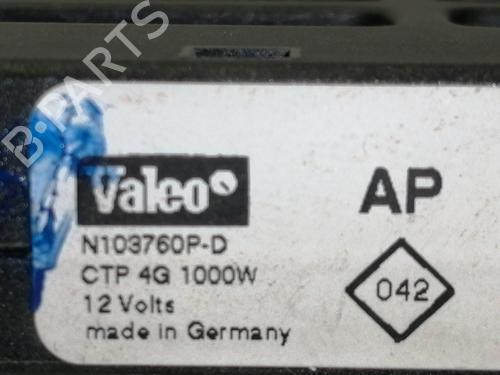 B-PARTS
Valeo
AP
N103760P-D
CTP 4G 1000W
12 Volts
made in Germany
042